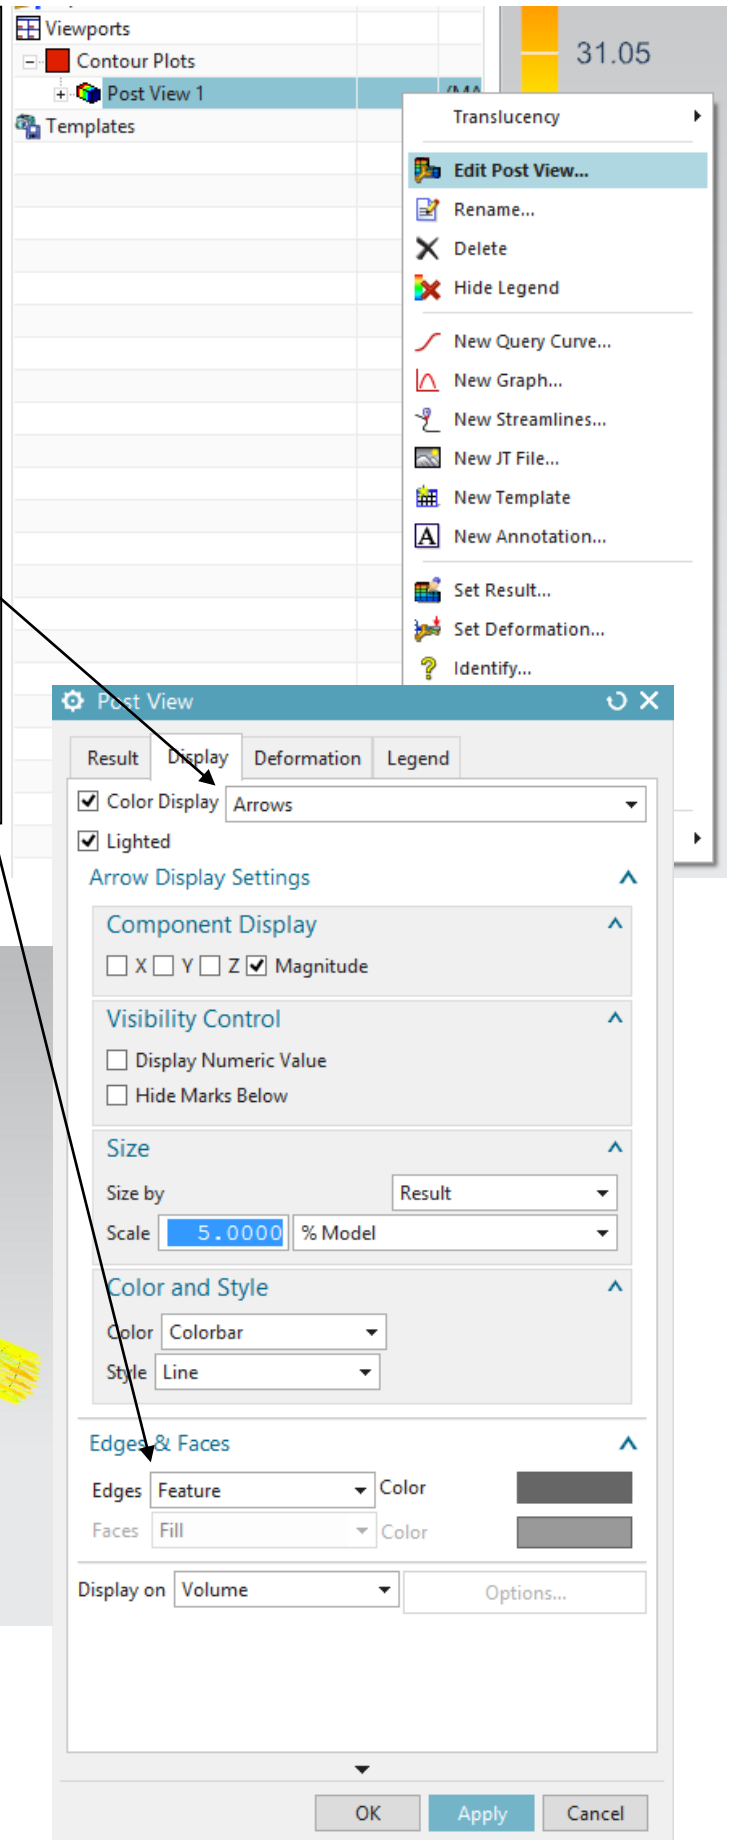 Viewports
31.05
Contour Plots
Post View 1
Templates
Translucency
Edit Post View...
Rename...
Delete
Hide Legend
New Query Curve...
New Graph...
New Streamlines...
New JT File...
New Template
New Annotation...
Set Result...
Set Deformation...
Identify...
Post View
Result Display Deformation Legend
Color Display Arrows
Lighted
Arrow Display Settings
Component Display
X Y Z Magnitude
Visibility Control
Display Numeric Value
Hide Marks Below
Size
Size by Result
Scale 5.0000 % Model
Color and Style
Color Colorbar
Style Line
Edges & Faces
Edges Feature Color
Faces Fill Color
Display on Volume Options...
OK Apply Cancel